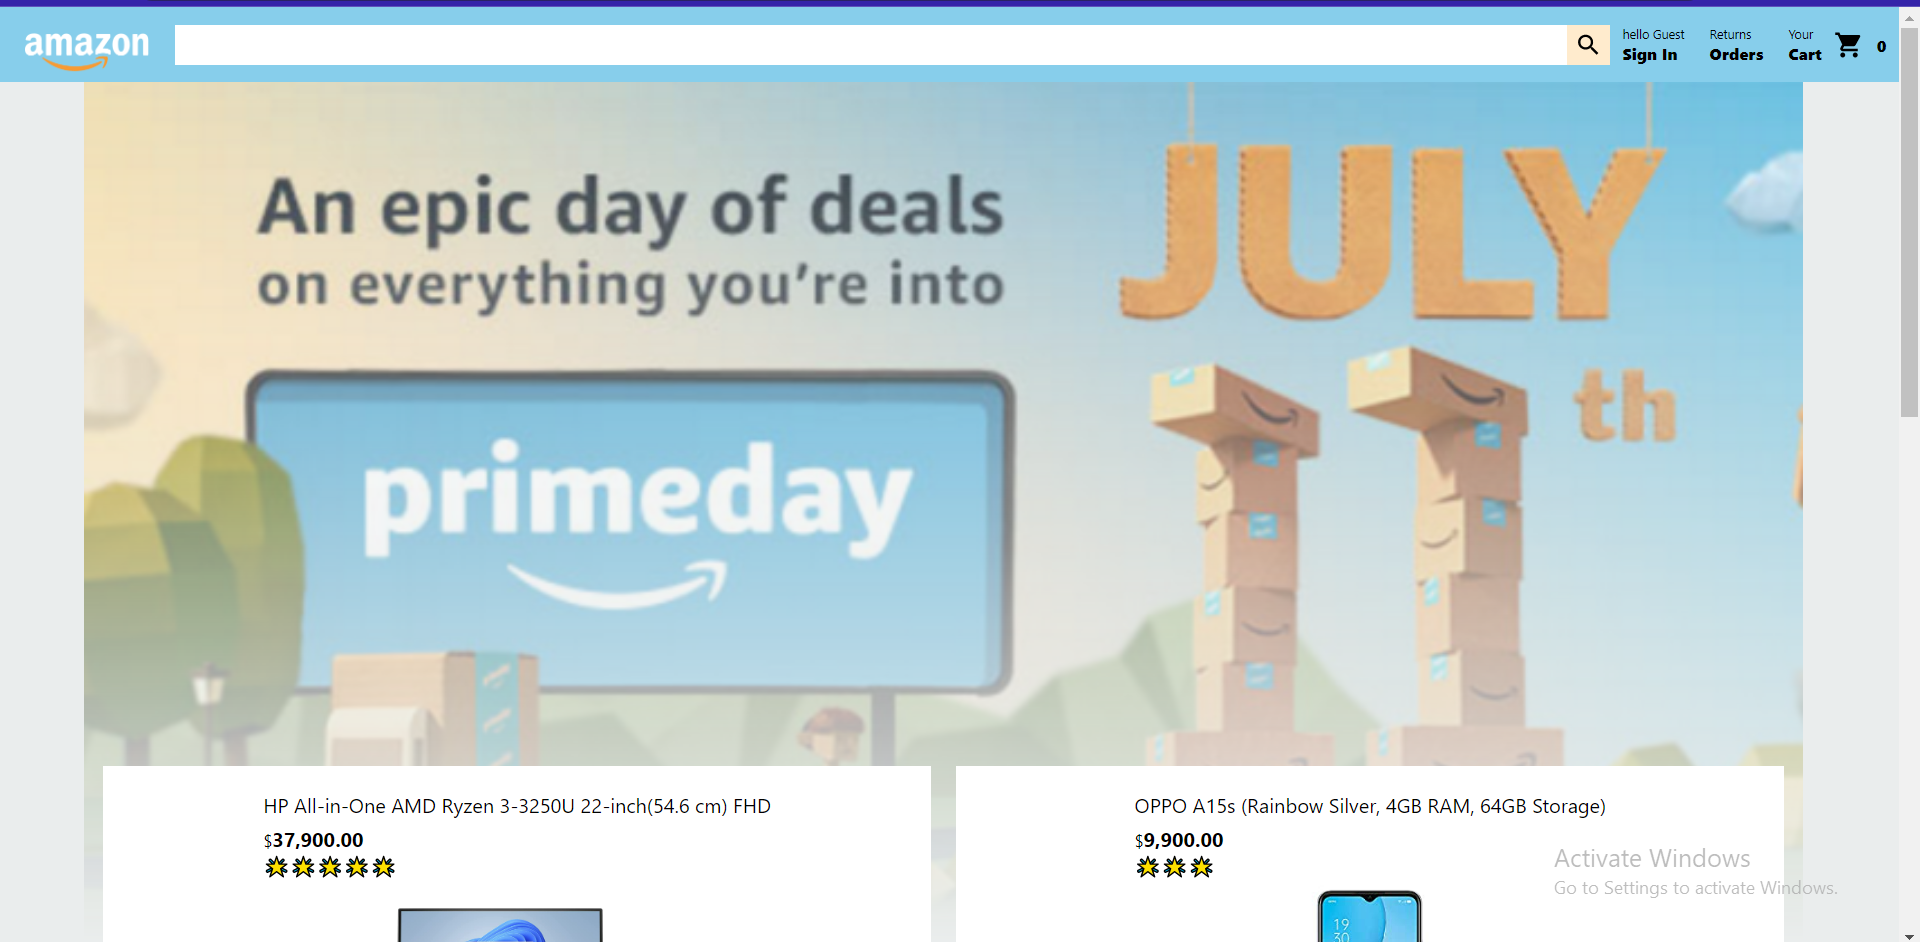 amazon
hello Guest
Sign In
Returns
Orders
Your
Cart
0
An epic day of deals
on everything you're into
JULY
11th
primeday
HP All-in-One AMD Ryzen 3-3250U 22-inch(54.6 cm) FHD
$37,900.00
OPPO A15s (Rainbow Silver, 4GB RAM, 64GB Storage)
$9,900.00
19
30
Activate Windows
Go to Settings to activate Windows.